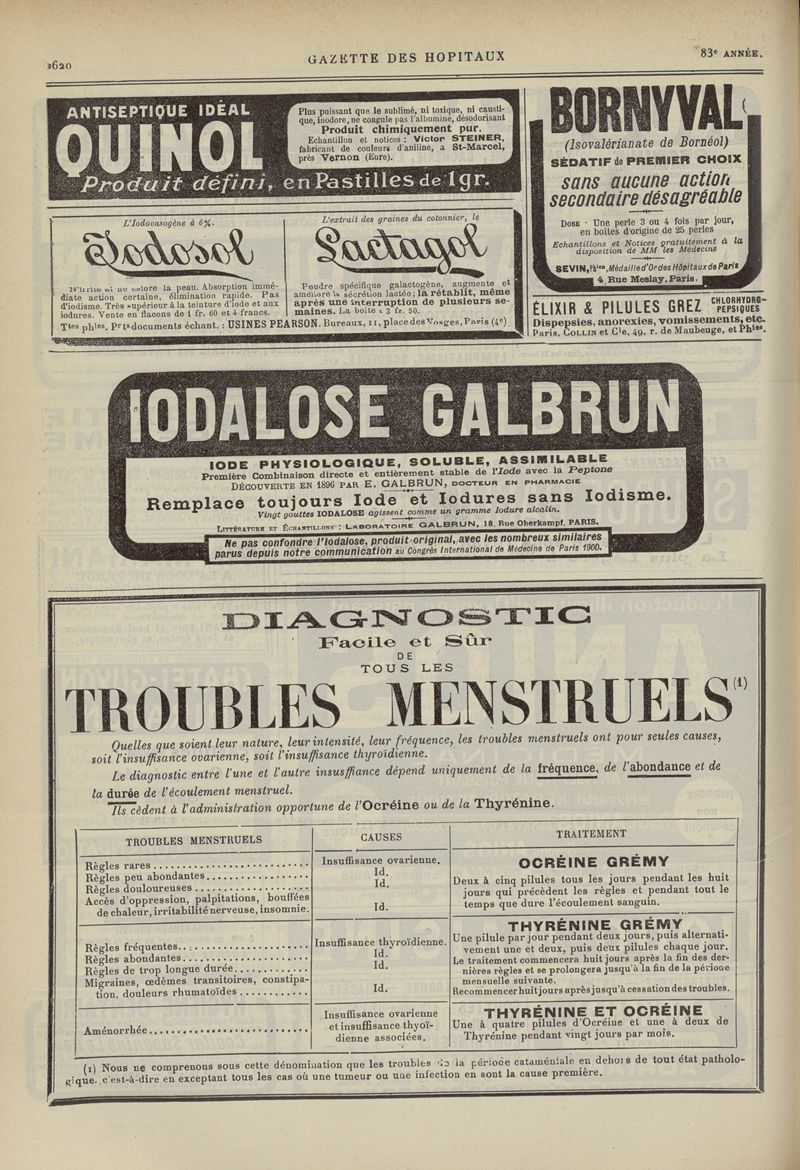 1620
GAZETTE DES HOPITAUX
83e ANNÉE.
ANTISEPTIQUE IDÉAL
QUINOL
Plus puissant que le sublimé, ni toxique, ni causti-
que, inodore, ne coagule pas l'albumine, désodorisant
Produit chimiquement pur.
Echantillon et notices : Victor STEINER,
fabricant de couleurs d'aniline, a St-Marcel,
près Vernon (Eure).
Produit défini, en Pastilles de 1gr.
L'Iodovasogène à 6%.
Iodosol
N'irrite ni ne colore la peau. Absorption immé-
diate action certaine, élimination rapide. Pas
d'iodisme. Très supérieur à la teinture d'iode et aux
iodures. Vente en flacons de 1 fr. 60 et 4 francs.
L'extrait des graines du cotonnier, le
Lactagol
Poudre spécifique galactogène, augmente et
améliore la sécrétion lactée; la rétablit, même
après une interruption de plusieurs se-
maines. La boite : 3 fr. 50.
Ttes phies. Pr ts documents échant. : USINES PEARSON. Bureaux, 11, place des Vosges, Paris (4e)
BORNYVAL
(Isovalérianate de Bornéol)
SÉDATIF de PREMIER CHOIX
sans aucune action
secondaire désagréable
DOSE : Une perle 3 ou 4 fois par jour,
en boîtes d'origine de 25 perles
Echantillons et Notices gratuitement à la
disposition de MM les Médecins
SEVIN, Phien, Médaille d'Or des Hôpitaux de Paris
4 Rue Meslay, Paris.
ÉLIXIR & PILULES GREZ CHLORHYDRO-
PEPSIQUES
Dispepsies, anorexies, vomissements, etc.
Paris, COLLIN et Cie, 49, r. de Maubeuge, et Phies.
IODALOSE GALBRUN
IODE PHYSIOLOGIQUE, SOLUBLE, ASSIMILABLE
Première Combinaison directe et entièrement stable de l'Iode avec la Peptone
DÉCOUVERTE EN 1896 PAR E. GALBRUN, DOCTEUR EN PHARMACIE
Remplace toujours Iode et Iodures sans Iodisme.
Vingt gouttes IODALOSE agissent comme un gramme Iodure alcalin.
LITTÉRATURE ET ÉCHANTILLONS : LABORATOIRE GALBRUN, 18, Rue Oberkampf, PARIS.
Ne pas confondre l'Iodalose, produit original, avec les nombreux similaires
parus depuis notre communication au Congrès International de Médecine de Paris 1900.
DIAGNOSTIC
Facile et Sûr
DE
TOUS LES
TROUBLES MENSTRUELS (1)
Quelles que soient leur nature, leur intensité, leur fréquence, les troubles menstruels ont pour seules causes,
soit l'insuffisance ovarienne, soit l'insuffisance thyroïdienne.
Le diagnostic entre l'une et l'autre insusffiance dépend uniquement de la fréquence, de l'abondance et de
la durée de l'écoulement menstruel.
Ils cèdent à l'administration opportune de l'Ocréine ou de la Thyrénine.
TROUBLES MENSTRUELS
CAUSES
TRAITEMENT
Règles rares
Règles peu abondantes
Règles douloureuses
Accès d'oppression, palpitations, bouffées
de chaleur, irritabilité nerveuse, insomnie.
Insuffisance ovarienne.
Id.
Id.
Id.
OCRÉINE GRÉMY
Deux à cinq pilules tous les jours pendant les huit
jours qui précèdent les règles et pendant tout le
temps que dure l'écoulement sanguin.
Règles fréquentes
Règles abondantes
Règles de trop longue durée
Migraines, œdèmes transitoires, constipa-
tion, douleurs rhumatoïdes
Insuffisance thyroïdienne.
Id.
Id.
Id.
THYRÉNINE GRÉMY
Une pilule par jour pendant deux jours, puis alternati-
vement une et deux, puis deux pilules chaque jour.
Le traitement commencera huit jours après la fin des der-
nières règles et se prolongera jusqu'à la fin de la période
mensuelle suivante.
Recommencer huit jours après jusqu'à cessation des troubles.
Aménorrhée
Insuffisance ovarienne
et insuffisance thyoï-
dienne associées.
THYRÉNINE ET OCRÉINE
Une à quatre pilules d'Ocréine et une à deux de
Thyrénine pendant vingt jours par mois.
(1) Nous ne comprenons sous cette dénomination que les troubles de la période cataméniale en dehors de tout état patholo-
gique, c'est-à-dire en exceptant tous les cas où une tumeur ou une infection en sont la cause première.